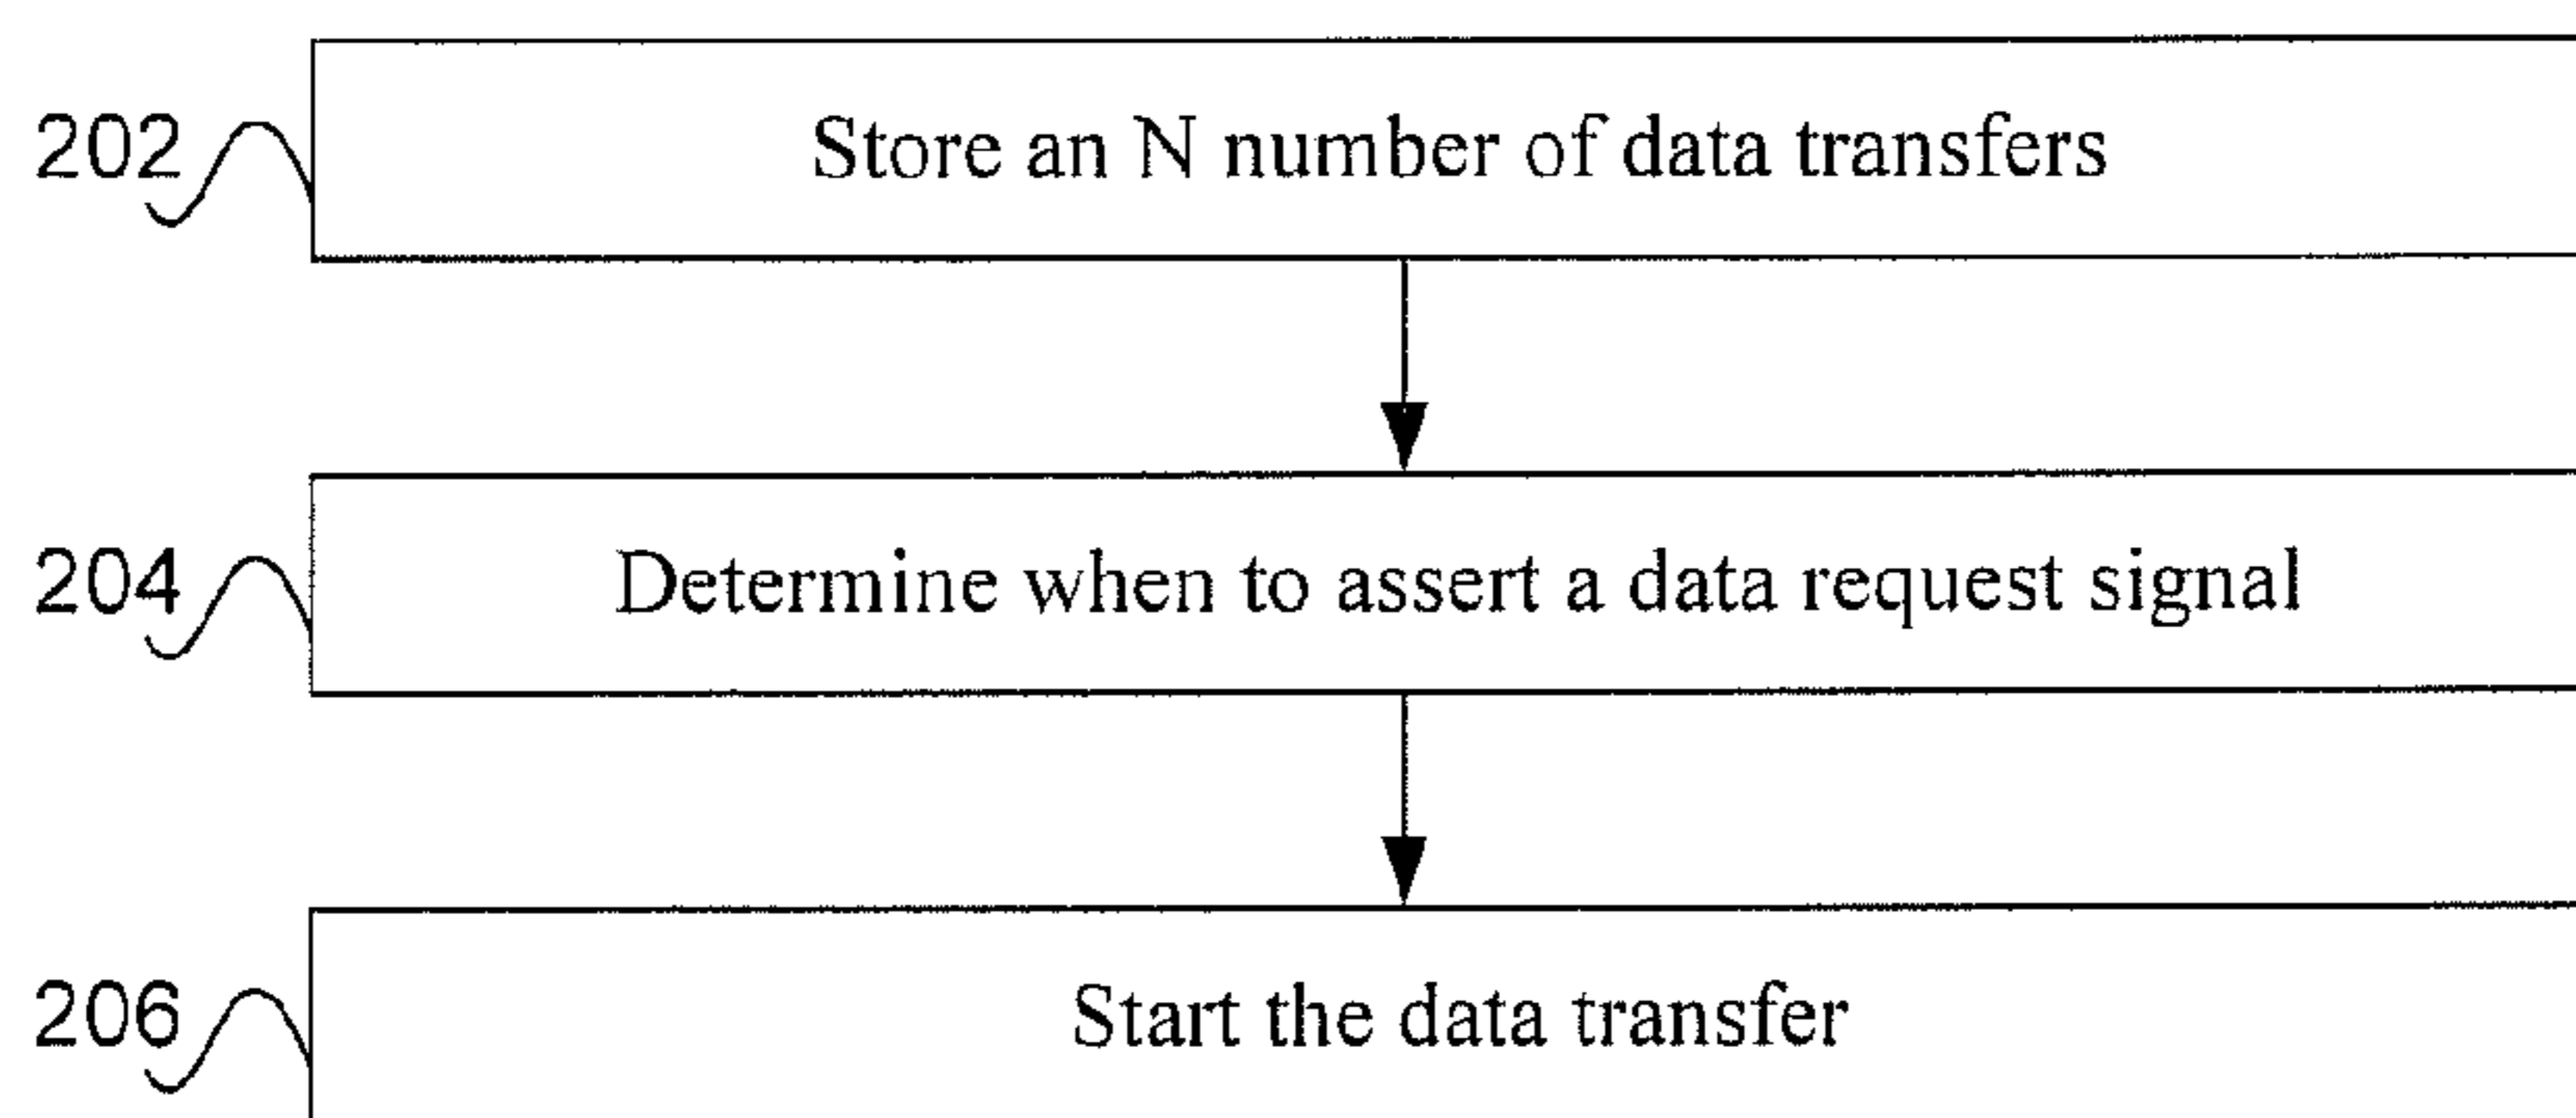 202 Store an N number of data transfers
204 Determine when to assert a data request signal
206 Start the data transfer